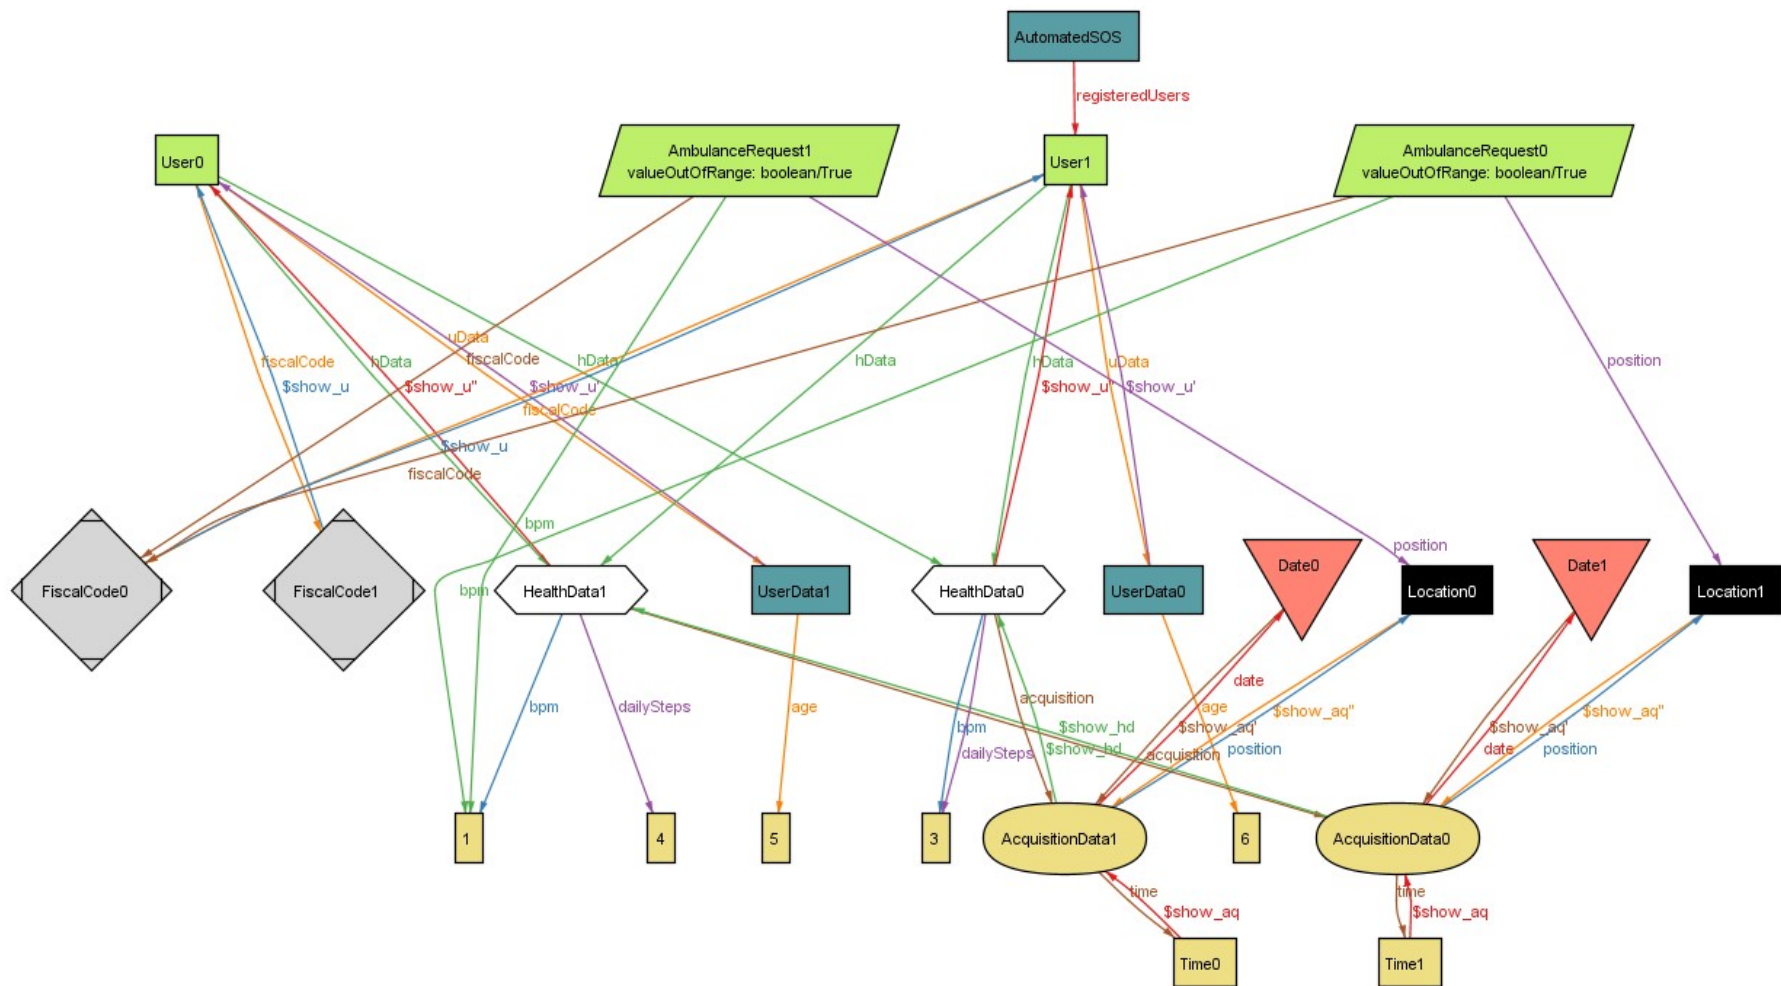 AutomatedSOS
registeredUsers
User0
AmbulanceRequest1
valueOutOfRange: boolean/True
User1
AmbulanceRequest0
valueOutOfRange: boolean/True
uData
fiscalCode
hData
fiscalCode
hData
hData
hData
uData
position
$show_u
$show_u"
$show_u'
$show_u"
$show_u'
fiscalCode
$show_u
fiscalCode
bpm
position
FiscalCode0
FiscalCode1
bpm
HealthData1
UserData1
HealthData0
UserData0
Date0
Location0
Date1
Location1
bpm
dailySteps
age
acquisition
bpm
$show_hd
dailySteps
$show_hd
date
age
$show_aq"
$show_aq'
position
acquisition
$show_aq"
$show_aq'
date
position
1
4
5
3
AcquisitionData1
6
AcquisitionData0
time
$show_aq
time
$show_aq
Time0
Time1